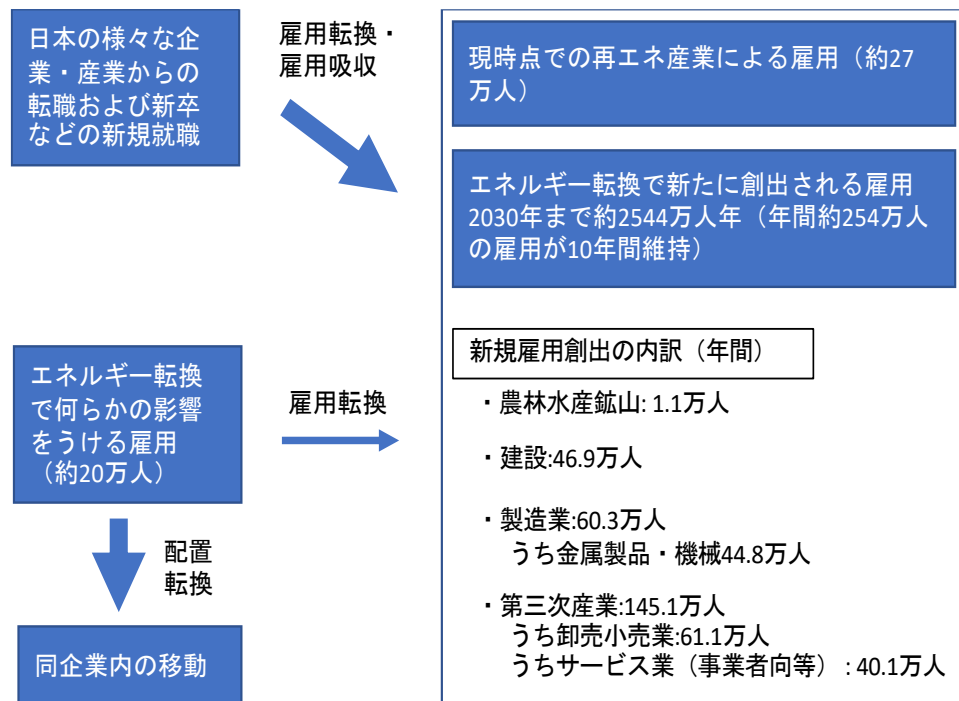 日本の様々な企
業・産業からの
転職および新卒
などの新規就職
雇用転換・
雇用吸収
現時点での再エネ産業による雇用（約27
万人）
エネルギー転換で新たに創出される雇用
2030年まで約2544万人年（年間約254万人
の雇用が10年間維持）
エネルギー転換
で何らかの影響
をうける雇用
（約20万人）
雇用転換
配置
転換
同企業内の移動
新規雇用創出の内訳（年間）
・農林水産鉱山: 1.1万人
・建設:46.9万人
・製造業:60.3万人
うち金属製品・機械44.8万人
・第三次産業:145.1万人
うち卸売小売業:61.1万人
うちサービス業（事業者向等）: 40.1万人